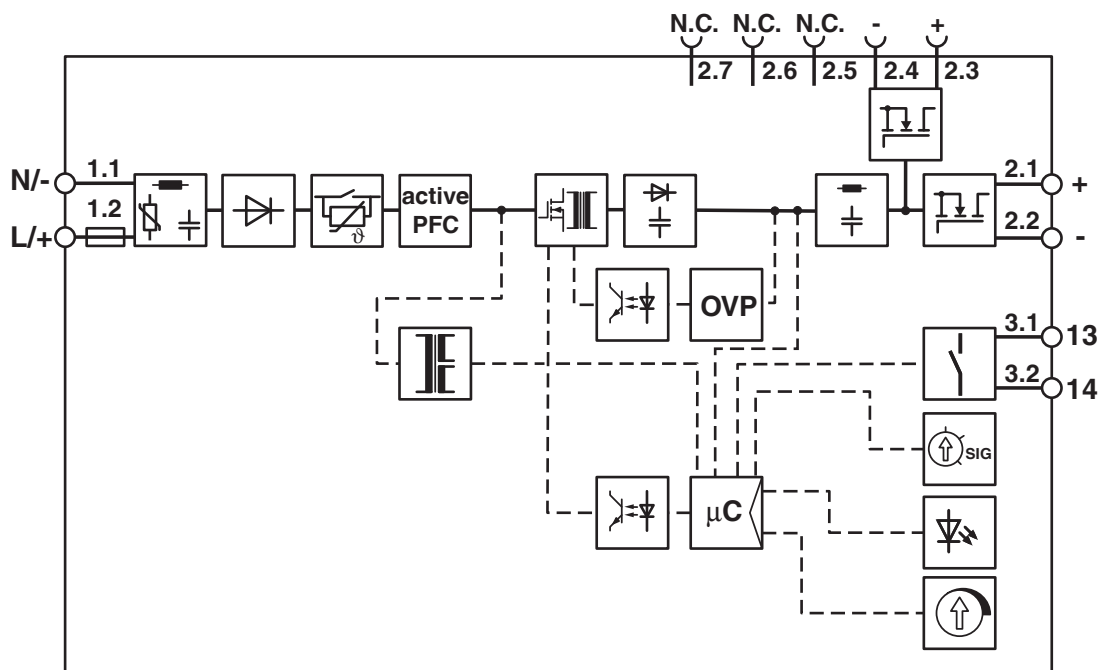 N.C. N.C. N.C. - +
2.7 2.6 2.5 2.4 2.3
N/- 1.1
1.2
L/+
ϑ
active
PFC
2.1 +
2.2 -
OVP
3.1 13
3.2 14
SIG
µC